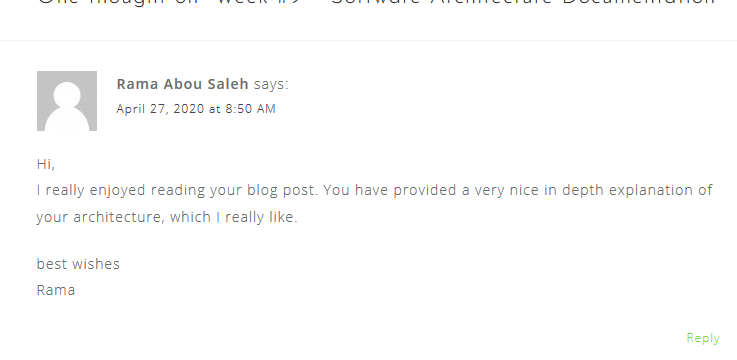 One thought on "Week #9 – Software Architecture Documentation"
Rama Abou Saleh says:
April 27, 2020 at 8:50 AM
Hi,
I really enjoyed reading your blog post. You have provided a very nice in depth explanation of
your architecture, which I really like.
best wishes
Rama
Reply